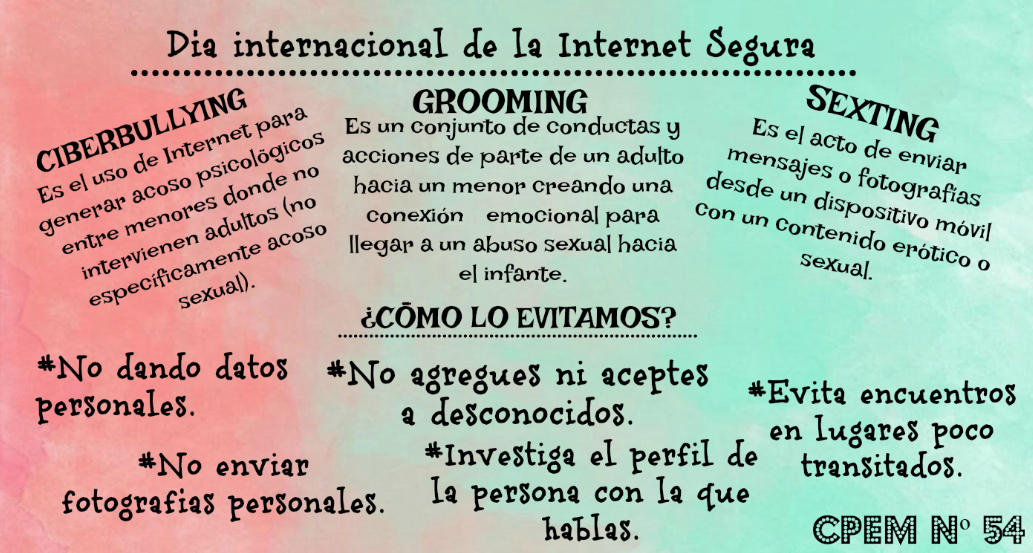 Dia internacional de la Internet Segura
CIBERBULLYING
Es el uso de Internet para
generar acoso psicológicos
entre menores donde no
intervienen adultos (no
específicamente acoso
sexual).
GROOMING
Es un conjunto de conductas y
acciones de parte de un adulto
hacia un menor creando una
conexión emocional para
llegar a un abuso sexual hacia
el infante.
SEXTING
Es el acto de enviar
mensajes o fotografías
desde un dispositivo móvil
con un contenido erótico o
sexual.
¿CÓMO LO EVITAMOS?
*No dando datos
personales.
*No enviar
fotografias personales.
*No agregues ni aceptes
a desconocidos.
*Investiga el perfil de
la persona con la que
hablas.
*Evita encuentros
en lugares poco
transitados.
CPEM Nº 54